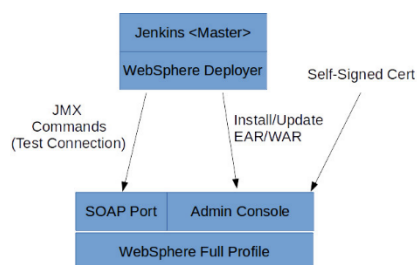 Jenkins <Master>
WebSphere Deployer
JMX
Commands
(Test Connection)
Install/Update
EAR/WAR
Self-Signed Cert
SOAP Port
Admin Console
WebSphere Full Profile